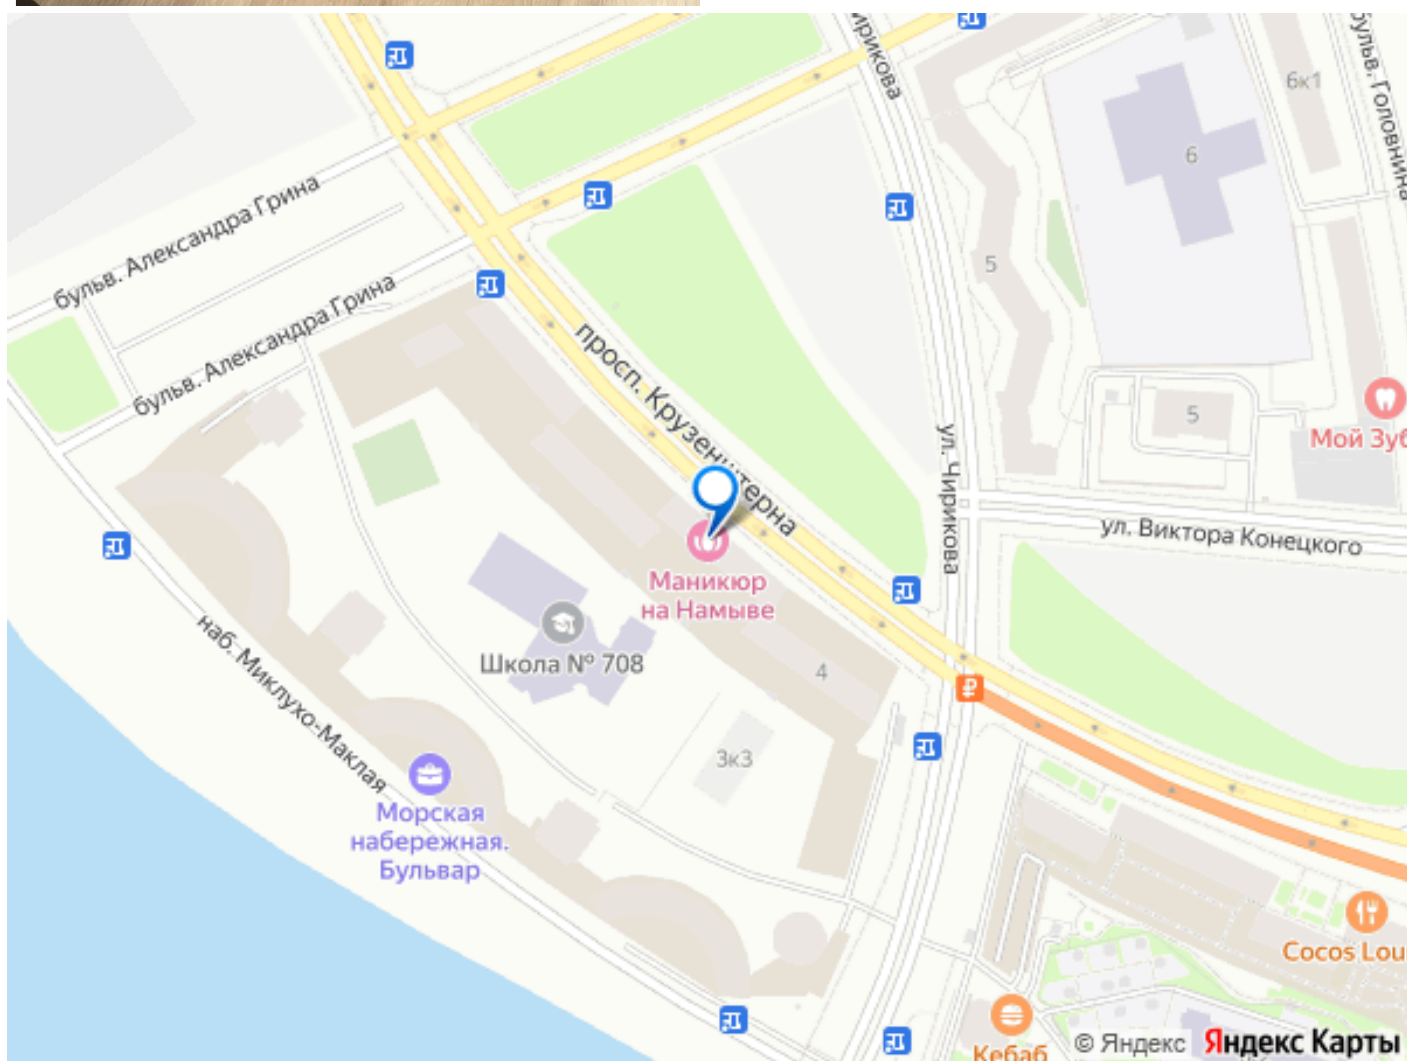 Чирикова
бульв. Головнина
6к1
6
бульв. Александра Грина
5
бульв. Александра Грина
просп. Крузенштерна
5
Мой Зуб
ул. Чирикова
ул. Виктора Конецкого
Маникюр
на Намыве
наб. Миклухо-Маклая
Школа № 708
4
3к3
Морская
набережная.
Бульвар
Cocos Lou
Кебаб
© Яндекс Яндекс Карты